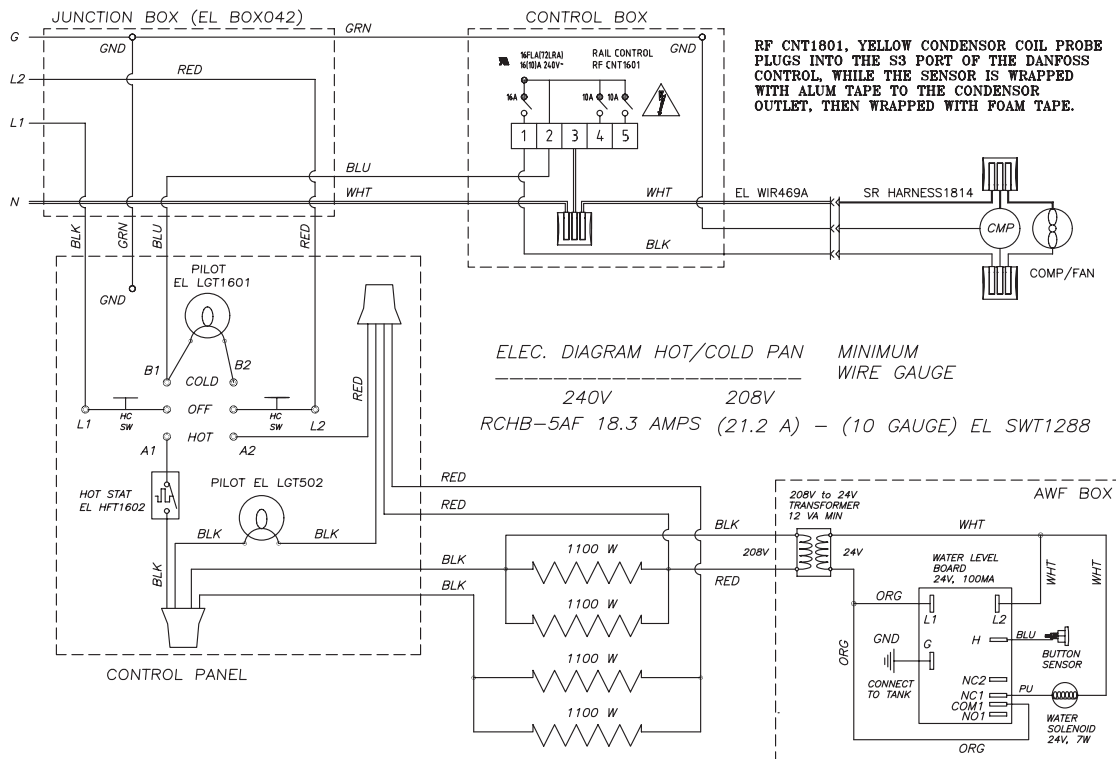 JUNCTION BOX (EL BOX042)
CONTROL BOX
G
GND
GRN
GND
L2
RED
L1
BLU
N
WHT
16FLA(72LRA)
16(10)A 240V~
RAIL CONTROL
RF CNT1601
16A
10A
10A
1 2 3 4 5
RF CNT1801, YELLOW CONDENSOR COIL PROBE
PLUGS INTO THE S3 PORT OF THE DANFOSS
CONTROL, WHILE THE SENSOR IS WRAPPED
WITH ALUM TAPE TO THE CONDENSOR
OUTLET, THEN WRAPPED WITH FOAM TAPE.
WHT
EL WIR469A
SR HARNESS1814
BLK
CMP
COMP/FAN
BLK
GRN
BLU
RED
GND
PILOT
EL LGT1601
B1
B2
COLD
L1
HC
SW
OFF
HC
SW
L2
HOT
A1
A2
RED
HOT STAT
EL HFT1602
PILOT EL LGT502
BLK
BLK
BLK
CONTROL PANEL
ELEC. DIAGRAM HOT/COLD PAN
MINIMUM
WIRE GAUGE
240V
208V
RCHB-5AF 18.3 AMPS (21.2 A) - (10 GAUGE) EL SWT1288
RED
RED
BLK
BLK
1100 W
1100 W
1100 W
1100 W
BLK
RED
AWF BOX
208V to 24V
TRANSFORMER
12 VA MIN
208V
24V
WHT
WHT
WHT
WATER LEVEL
BOARD
24V, 100MA
ORG
L1
L2
ORG
GND
G
H
BLU
BUTTON
SENSOR
CONNECT
TO TANK
NC2
NC1
PU
COM1
NO1
WATER
SOLENOID
24V, 7W
ORG